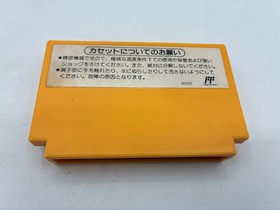 カセットについてのお願い
●精密機器ですので、極端な温度条件下での使用や保管および強い
ショックをさけてください。また、絶対に分解しないでください。
●端子部に手を触れたり、水にぬらしたりして汚さないようにして
ください。故障の原因となります。